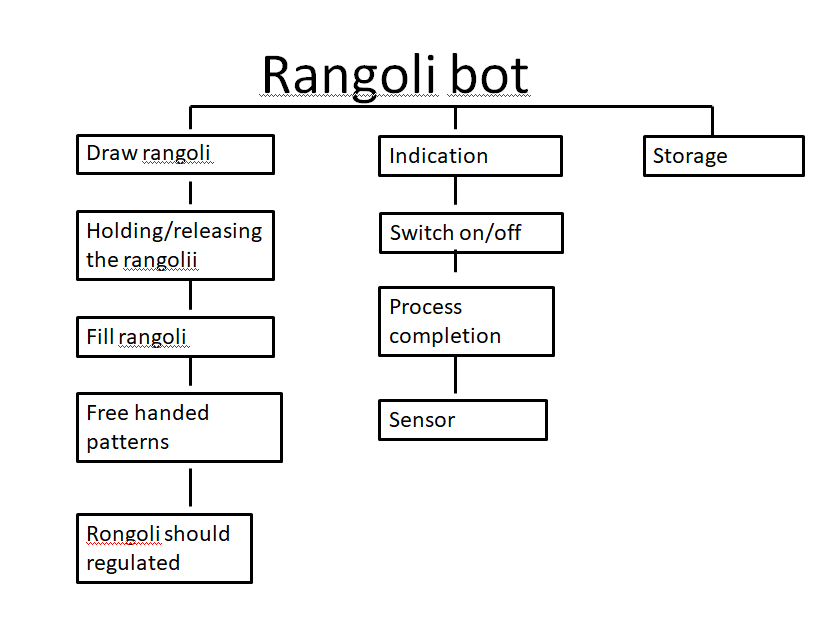 Rangoli bot
Draw rangoli
Holding/releasing
the rangolii
Fill rangoli
Free handed
patterns
Rongoli should
regulated
Indication
Switch on/off
Process
completion
Sensor
Storage